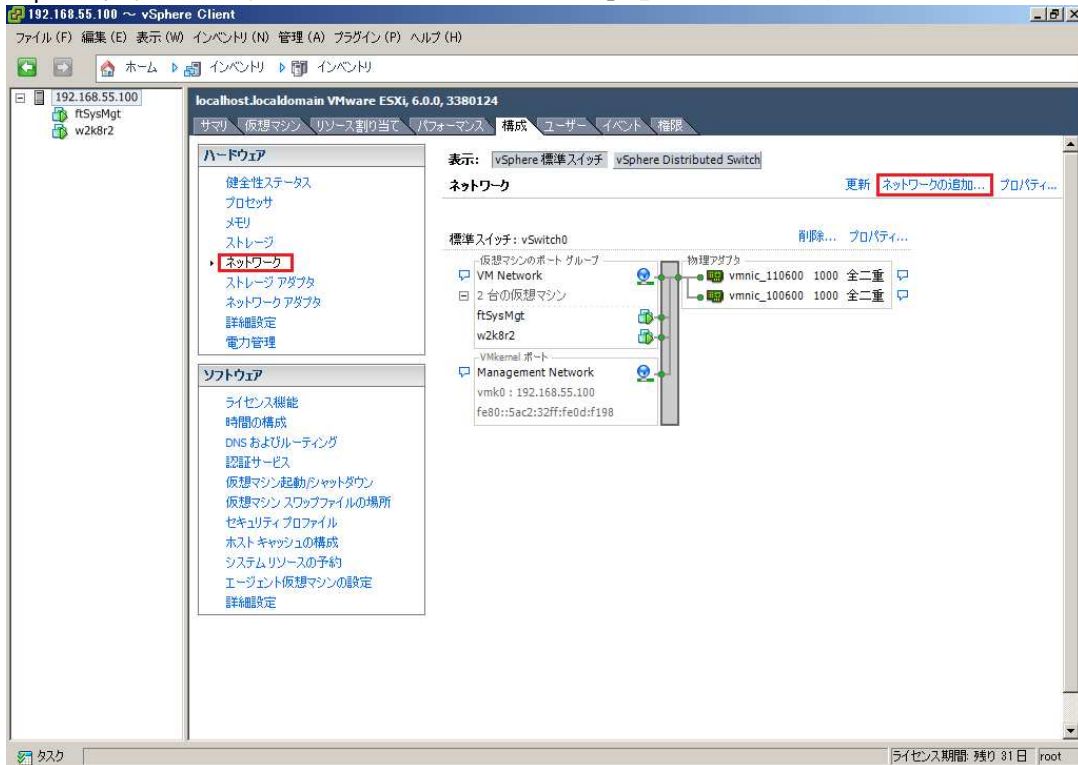 192.168.55.100 ～ vSphere Client
ファイル(F) 編集(E) 表示(W) インベントリ(N) 管理(A) プラグイン(P) ヘルプ(H)
ホーム インベントリ インベントリ
192.168.55.100
ftSysMgt
w2k8r2
localhost.localdomain VMware ESXi, 6.0.0, 3380124
サマリ 仮想マシン リソース割り当て パフォーマンス 構成 ユーザー イベント 権限
ハードウェア
健全性ステータス
プロセッサ
メモリ
ストレージ
ネットワーク
ストレージ アダプタ
ネットワーク アダプタ
詳細設定
電力管理
ソフトウェア
ライセンス機能
時間の構成
DNS およびルーティング
認証サービス
仮想マシン起動/シャットダウン
仮想マシン スワップファイルの場所
セキュリティ プロファイル
ホスト キャッシュの構成
システム リソースの予約
エージェント仮想マシンの設定
詳細設定
表示: vSphere 標準スイッチ vSphere Distributed Switch
ネットワーク 更新 ネットワークの追加... プロパティ...
標準スイッチ: vSwitch0 削除... プロパティ...
仮想マシンのポート グループ 物理アダプタ
VM Network vmnic_110600 1000 全二重
2 台の仮想マシン vmnic_100600 1000 全二重
ftSysMgt
w2k8r2
VMkernel ポート
Management Network
vmk0 : 192.168.55.100
fe80::5ac2:32ff:fe0d:f198
タスク ライセンス期間: 残り 31 日 root